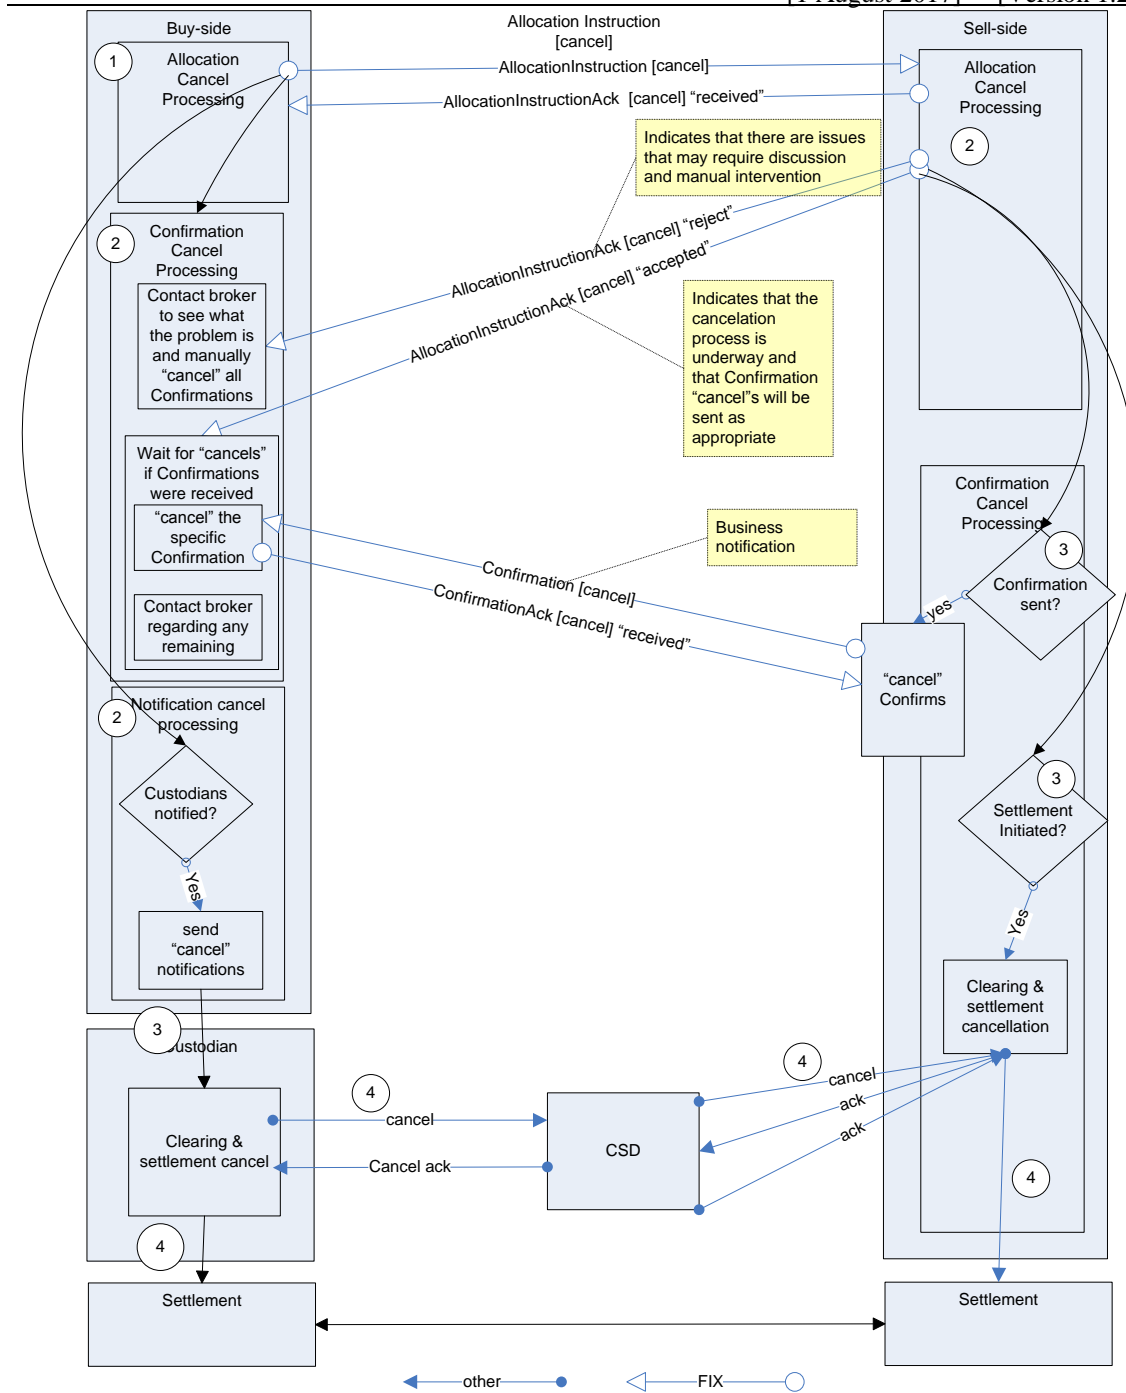 [1 August 2017] [Version 1.2
Buy-side
Allocation Instruction
[cancel]
Sell-side
1
Allocation
Cancel
Processing
AllocationInstruction [cancel]
AllocationInstructionAck [cancel] “received”
Allocation
Cancel
Processing
2
Indicates that there are issues
that may require discussion
and manual intervention
AllocationInstructionAck [cancel] “reject”
AllocationInstructionAck [cancel] “accepted”
2
Confirmation
Cancel
Processing
Contact broker
to see what
the problem is
and manually
“cancel” all
Confirmations
Indicates that the
cancelation
process is
underway and
that Confirmation
“cancel”s will be
sent as
appropriate
Wait for “cancels”
if Confirmations
were received
“cancel” the
specific
Confirmation
Contact broker
regarding any
remaining
Business
notification
Confirmation [cancel]
ConfirmationAck [cancel] “received”
Confirmation
Cancel
Processing
3
Confirmation
sent?
yes
“cancel”
Confirms
2
Notification cancel
processing
Custodians
notified?
Yes
send
“cancel”
notifications
3
Settlement
Initiated?
Yes
Clearing &
settlement
cancellation
3
Custodian
Clearing &
settlement cancel
4
cancel
Cancel ack
CSD
4
cancel
ack
ack
4
4
Settlement
Settlement
other
FIX